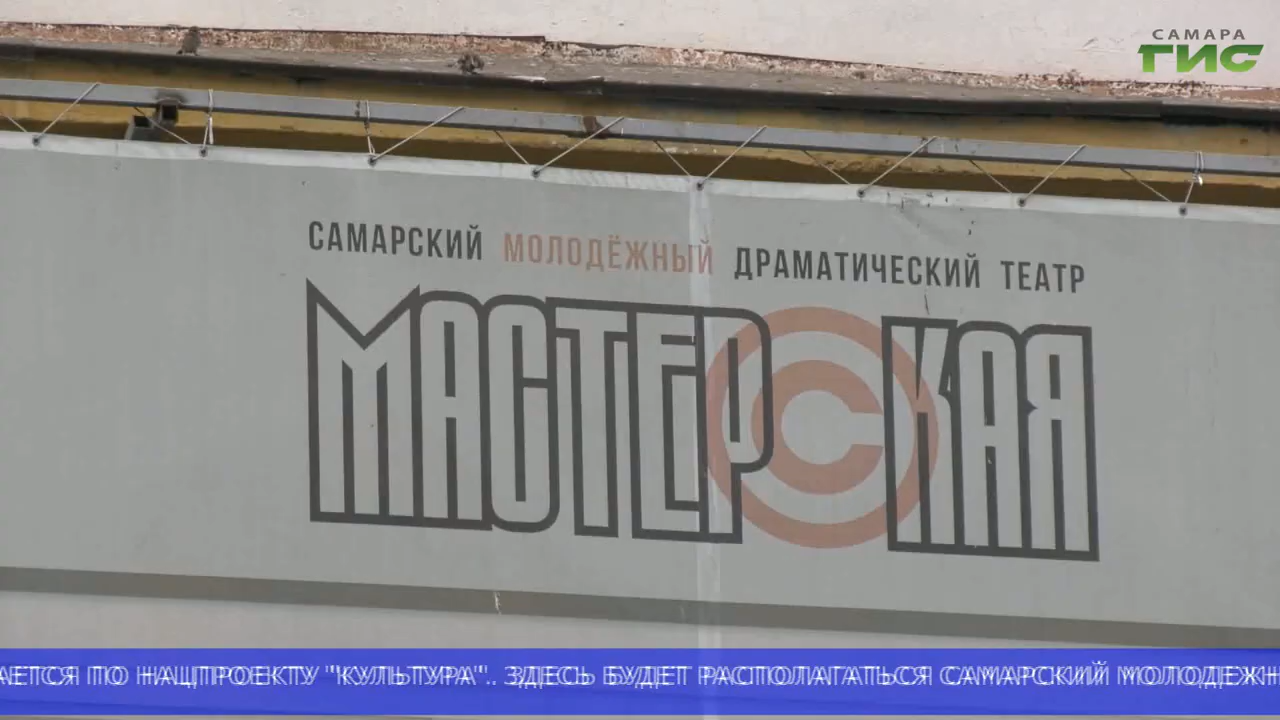 САМАРА
ГИС
САМАРСКИЙ МОЛОДЁЖНЫЙ ДРАМАТИЧЕСКИЙ ТЕАТР
МАСТЕРСКАЯ
АЕТСЯ ПО НАЦПРОЕКТУ "КУЛЬТУРА". ЗДЕСЬ БУДЕТ РАСПОЛАГАТЬСЯ САМАРСКИЙ МОЛОДЕЖН